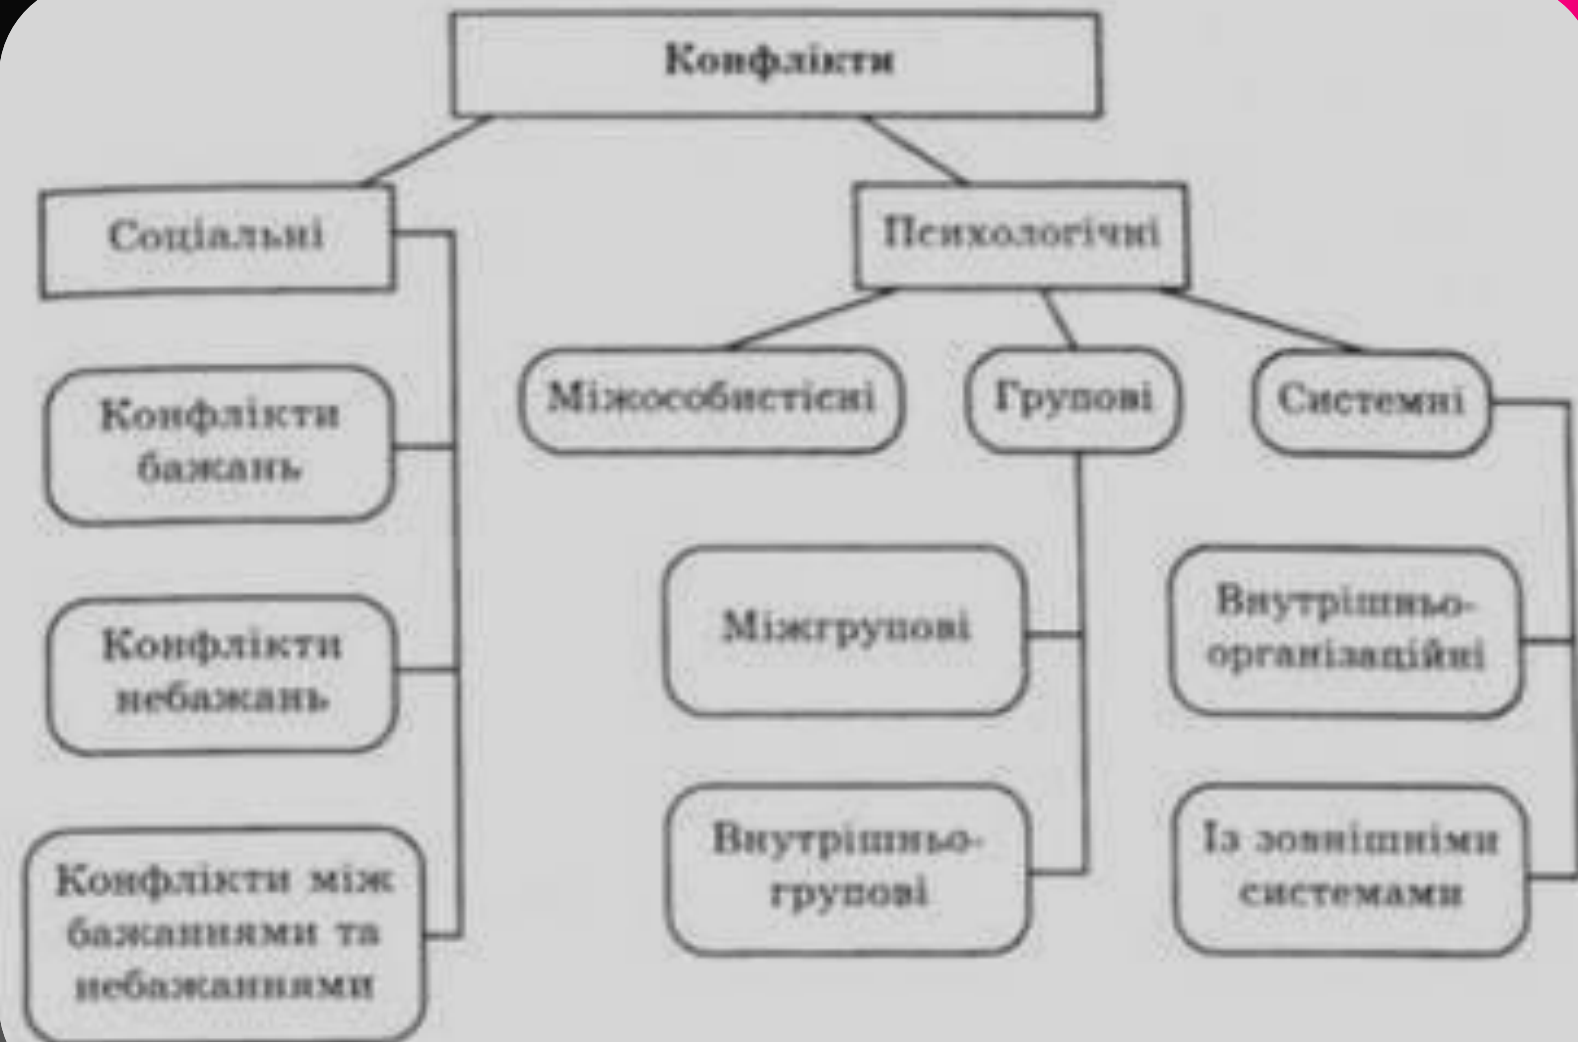 Конфлікти
Соціальні
Психологічні
Міжособистісні
Групові
Системні
Конфлікти
бажань
Конфлікти
небажань
Конфлікти між
бажаннями та
небажаннями
Міжгрупові
Внутрішньо-
групові
Внутрішньо-
організаційні
Із зовнішніми
системами